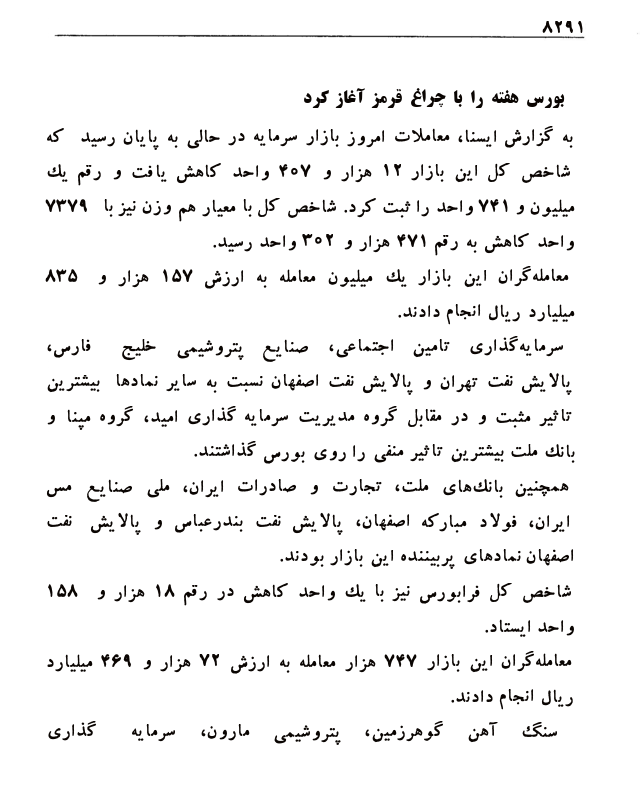 ۸۲۹۱
بورس هفته را با چراغ قرمز آغاز کرد
به گزارش ایسنا، معاملات امروز بازار سرمایه در حالی به پایان رسید که
شاخص کل این بازار ۱۲ هزار و ۴۰۷ واحد کاهش یافت و رقم یك
میلیون و ۷۴۱ واحد را ثبت کرد. شاخص کل با معیار هم وزن نیز با ۷۳۷۹
واحد کاهش به رقم ۴۷۱ هزار و ۳۰۲ واحد رسید.
معامله‌گران این بازار یك میلیون معامله به ارزش ۱۵۷ هزار و ۸۳۵
میلیارد ریال انجام دادند.
سرمایه‌گذاری تامین اجتماعی، صنایع پتروشیمی خلیج فارس،
پالایش نفت تهران و پالایش نفت اصفهان نسبت به سایر نمادها بیشترین
تاثیر مثبت و در مقابل گروه مدیریت سرمایه گذاری امید، گروه مپنا و
بانك ملت بیشترین تاثیر منفی را روی بورس گذاشتند.
همچنین بانك‌های ملت، تجارت و صادرات ایران، ملی صنایع مس
ایران، فولاد مبارکه اصفهان، پالایش نفت بندرعباس و پالایش نفت
اصفهان نمادهای پربیننده این بازار بودند.
شاخص کل فرابورس نیز با یك واحد کاهش در رقم ۱۸ هزار و ۱۵۸
واحد ایستاد.
معامله‌گران این بازار ۷۴۷ هزار معامله به ارزش ۷۲ هزار و ۴۶۹ میلیارد
ریال انجام دادند.
سنگ آهن گوهرزمین، پتروشیمی مارون، سرمایه گذاری